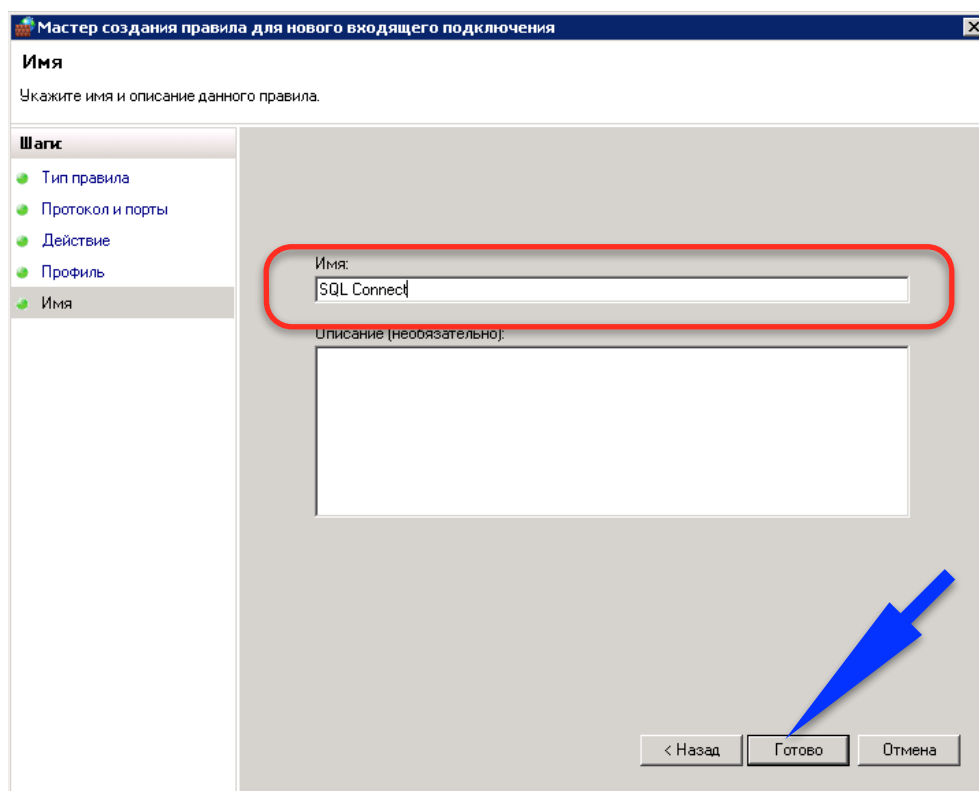 Мастер создания правила для нового входящего подключения
Имя
Укажите имя и описание данного правила.
Шаги:
Тип правила
Протокол и порты
Действие
Профиль
Имя
Имя:
SQL Connect
Описание (необязательно):
< Назад
Готово
Отмена